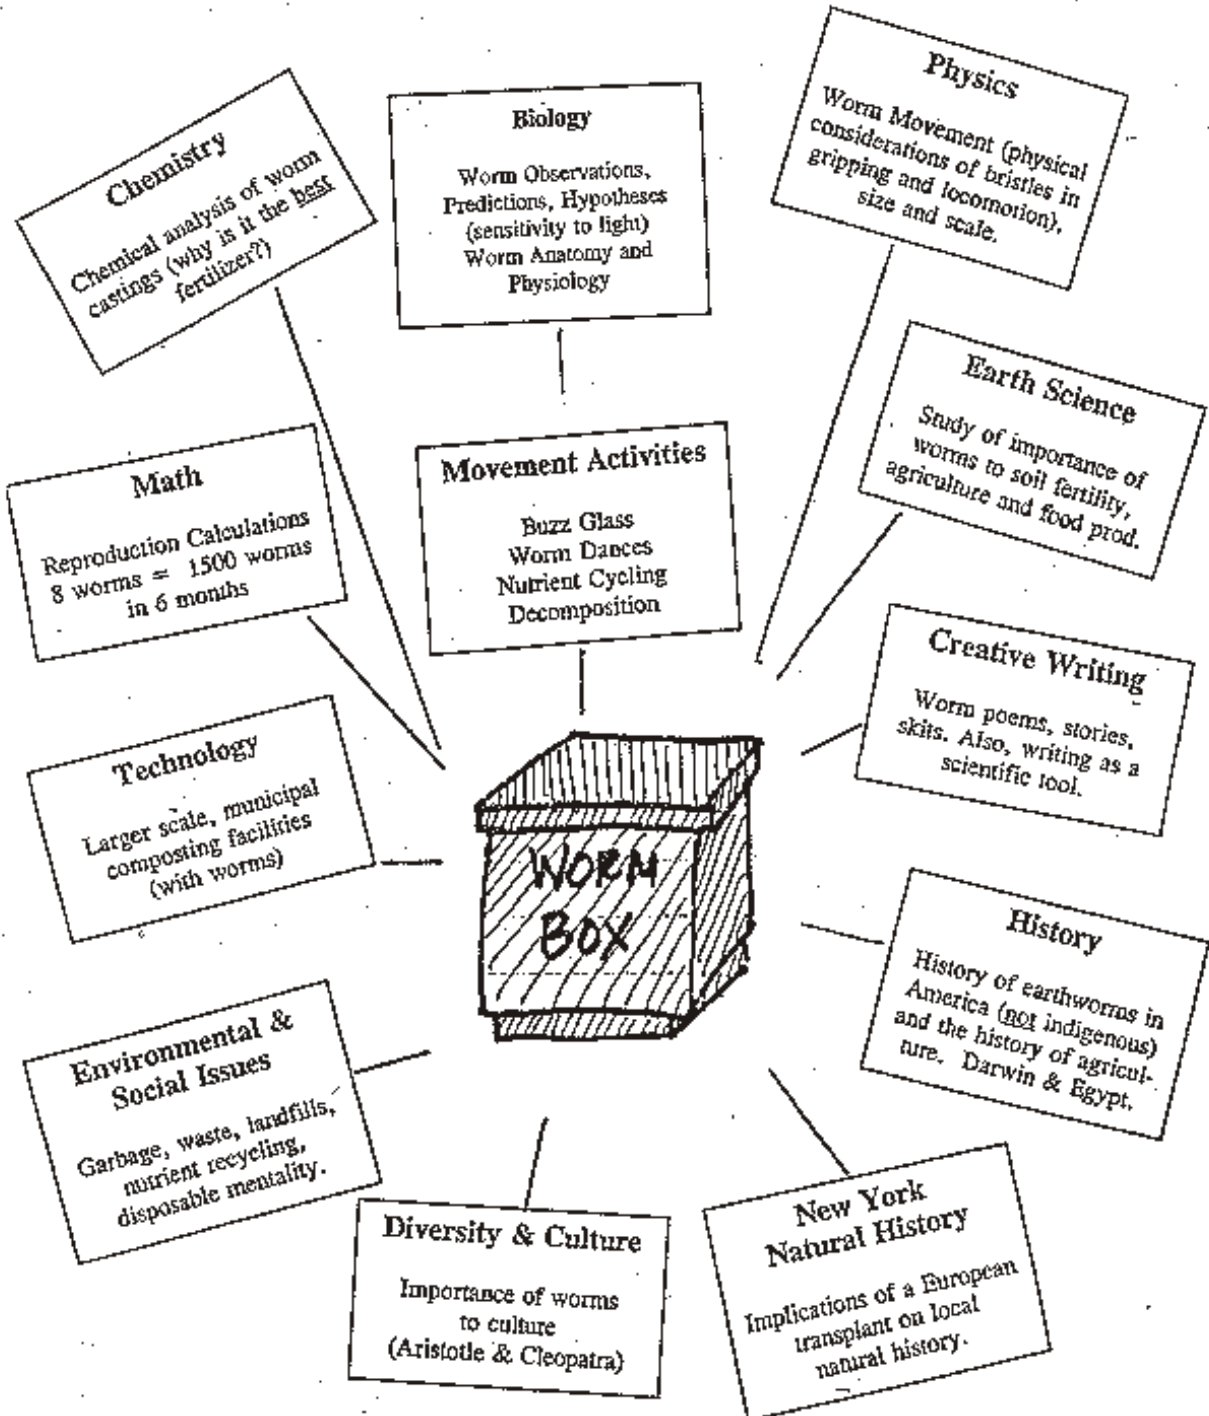 Chemistry
Chemical analysis of worm
castings (why is it the best
fertilizer?)
Biology
Worm Observations,
Predictions, Hypotheses
(sensitivity to light)
Worm Anatomy and
Physiology
Physics
Worm Movement (physical
considerations of bristles in
gripping and locomotion),
size and scale.
Earth Science
Study of importance of
worms to soil fertility,
agriculture and food prod.
Math
Reproduction Calculations
8 worms = 1500 worms
in 6 months
Movement Activities
Buzz Glass
Worm Dances
Nutrient Cycling
Decomposition
Creative Writing
Worm poems, stories,
skits. Also, writing as a
scientific tool.
Technology
Larger scale, municipal
composting facilities
(with worms)
WORM
BOX
History
History of earthworms in
America (not indigenous)
and the history of agricul-
ture. Darwin & Egypt.
Environmental &
Social Issues
Garbage, waste, landfills,
nutrient recycling,
disposable mentality.
Diversity & Culture
Importance of worms
to culture
(Aristotle & Cleopatra)
New York
Natural History
Implications of a European
transplant on local
natural history.